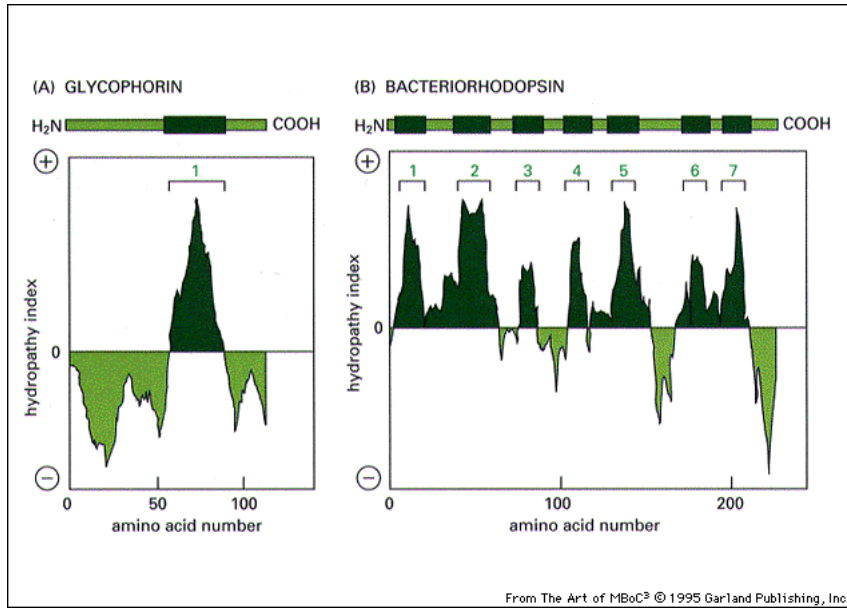 (A) GLYCOPHORIN
H₂N COOH
+
1
hydropathy index
0
−
0 50 100
amino acid number
(B) BACTERIORHODOPSIN
H₂N COOH
+
1 2 3 4 5 6 7
hydropathy index
0
−
0 100 200
amino acid number
From The Art of MBoC³ © 1995 Garland Publishing, Inc